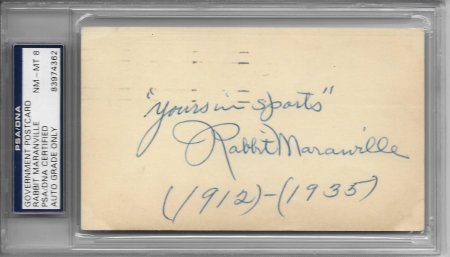 PSA/DNA
GOVERNMENT POSTCARD
RABBIT MARANVILLE
PSA/DNA CERTIFIED
AUTO GRADE ONLY
NM-MT 8
83974362
"Yours in Sports"
Rabbit Maranville
(1912)-(1935)